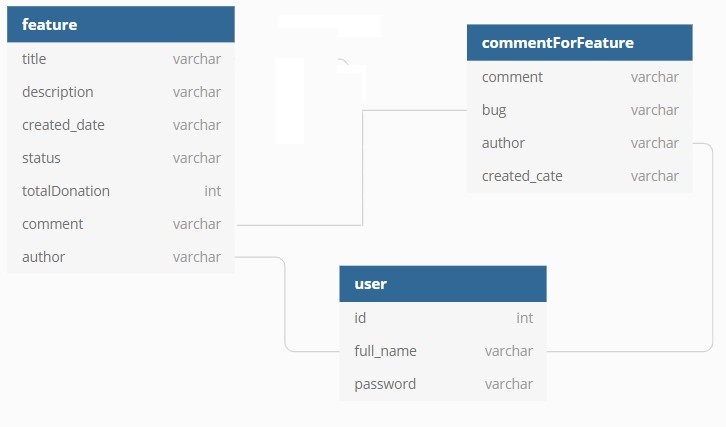 feature
title varchar
description varchar
created_date varchar
status varchar
totalDonation int
comment varchar
author varchar
commentForFeature
comment varchar
bug varchar
author varchar
created_cate varchar
user
id int
full_name varchar
password varchar